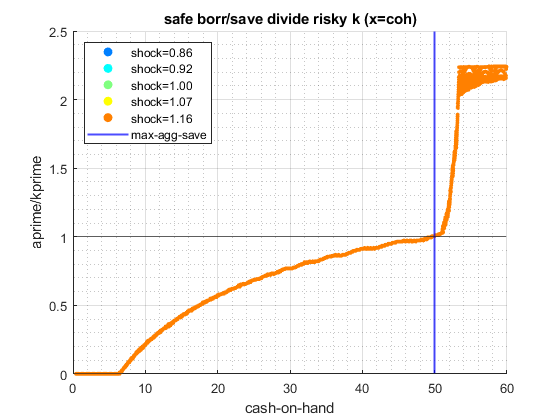 safe borr/save divide risky k (x=coh)
2.5
2
1.5
1
0.5
0
aprime/kprime
shock=0.86
shock=0.92
shock=1.00
shock=1.07
shock=1.16
max-agg-save
0 10 20 30 40 50 60
cash-on-hand